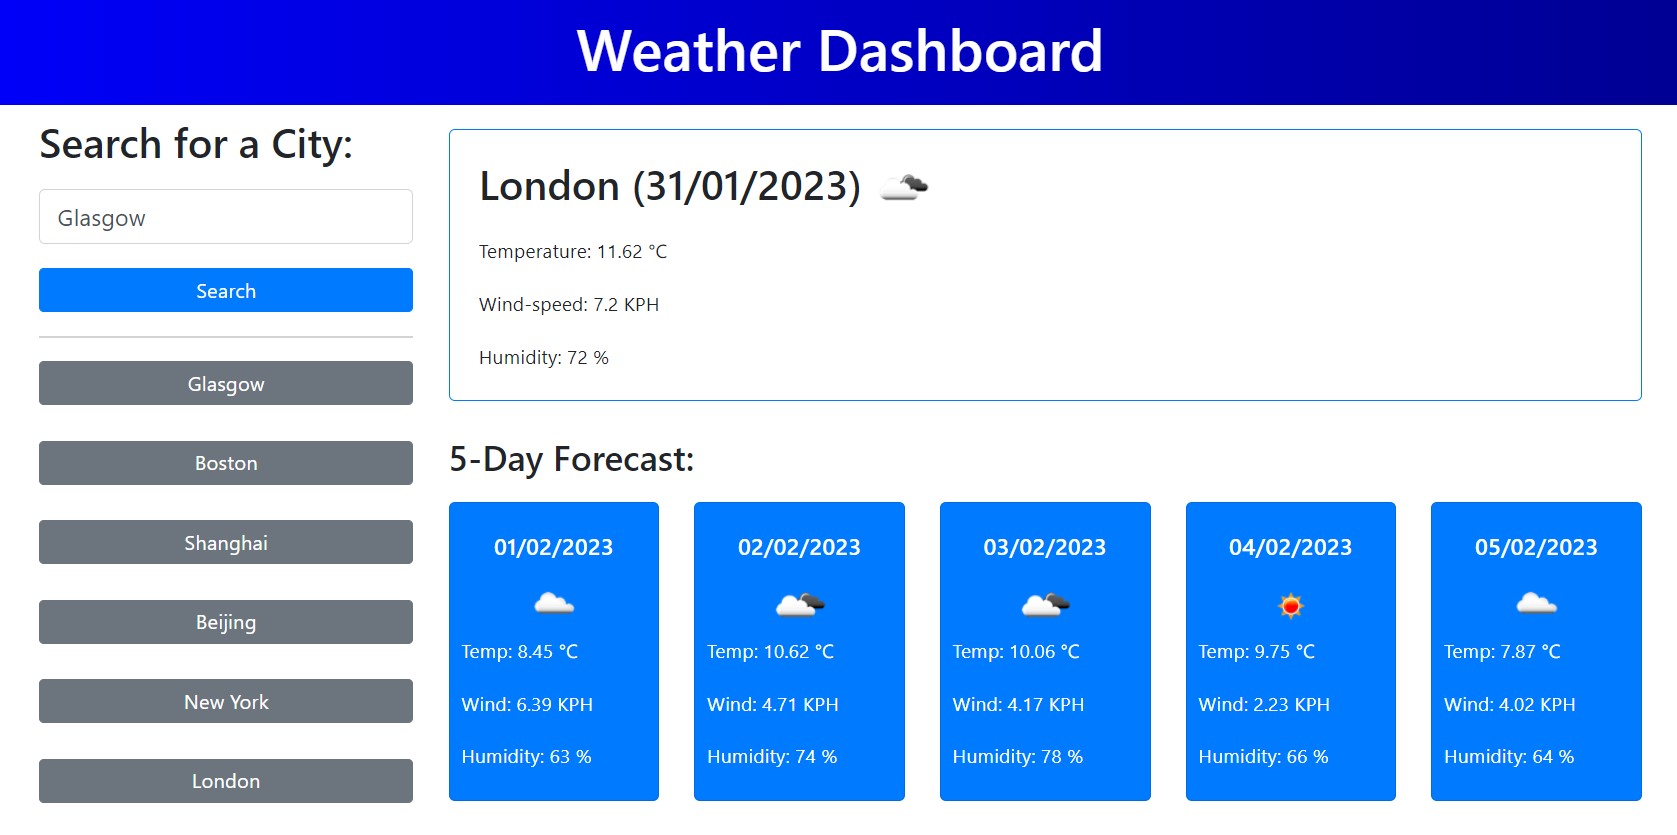 Weather Dashboard
Search for a City:
Glasgow
Search
Glasgow
Boston
Shanghai
Beijing
New York
London
London (31/01/2023)
Temperature: 11.62 °C
Wind-speed: 7.2 KPH
Humidity: 72 %
5-Day Forecast:
01/02/2023
Temp: 8.45 °C
Wind: 6.39 KPH
Humidity: 63 %
02/02/2023
Temp: 10.62 °C
Wind: 4.71 KPH
Humidity: 74 %
03/02/2023
Temp: 10.06 °C
Wind: 4.17 KPH
Humidity: 78 %
04/02/2023
Temp: 9.75 °C
Wind: 2.23 KPH
Humidity: 66 %
05/02/2023
Temp: 7.87 °C
Wind: 4.02 KPH
Humidity: 64 %